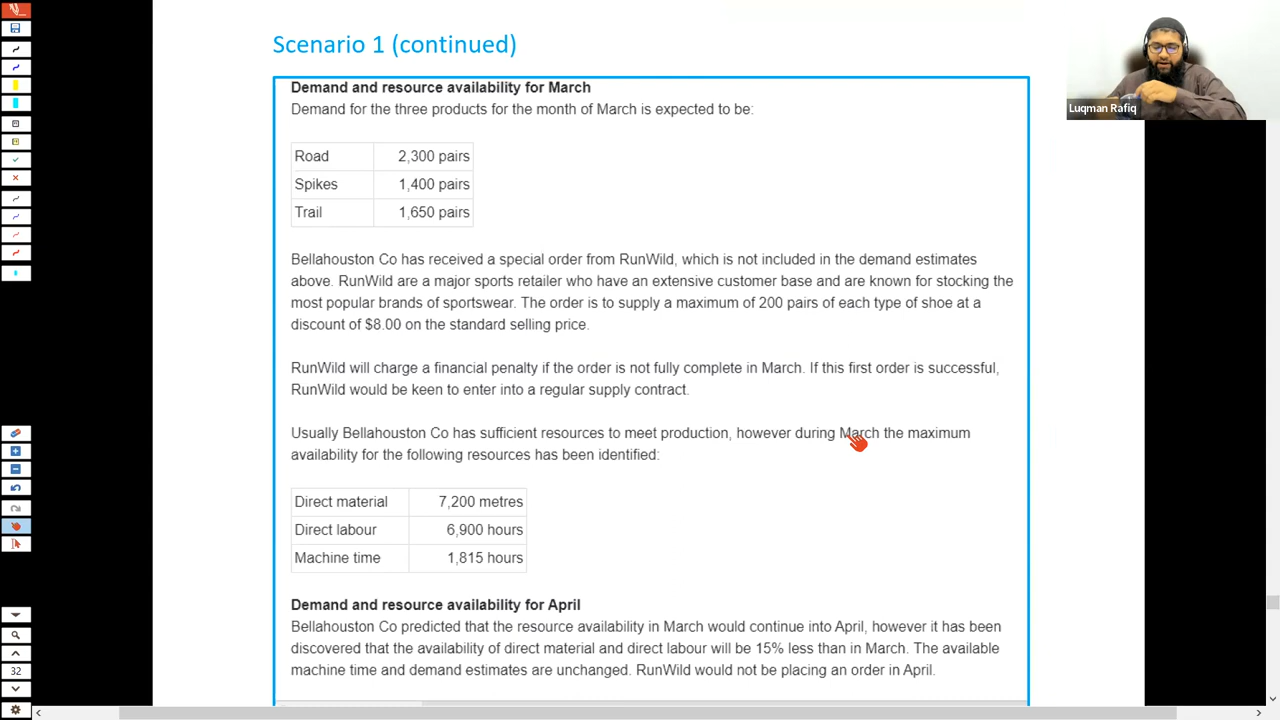 Scenario 1 (continued)
Demand and resource availability for March
Demand for the three products for the month of March is expected to be:
Road 2,300 pairs
Spikes 1,400 pairs
Trail 1,650 pairs
Bellahouston Co has received a special order from RunWild, which is not included in the demand estimates
above. RunWild are a major sports retailer who have an extensive customer base and are known for stocking the
most popular brands of sportswear. The order is to supply a maximum of 200 pairs of each type of shoe at a
discount of $8.00 on the standard selling price.
RunWild will charge a financial penalty if the order is not fully complete in March. If this first order is successful,
RunWild would be keen to enter into a regular supply contract.
Usually Bellahouston Co has sufficient resources to meet production, however during March the maximum
availability for the following resources has been identified:
Direct material 7,200 metres
Direct labour 6,900 hours
Machine time 1,815 hours
Demand and resource availability for April
Bellahouston Co predicted that the resource availability in March would continue into April, however it has been
discovered that the availability of direct material and direct labour will be 15% less than in March. The available
machine time and demand estimates are unchanged. RunWild would not be placing an order in April.
Luqman Rafiq
32